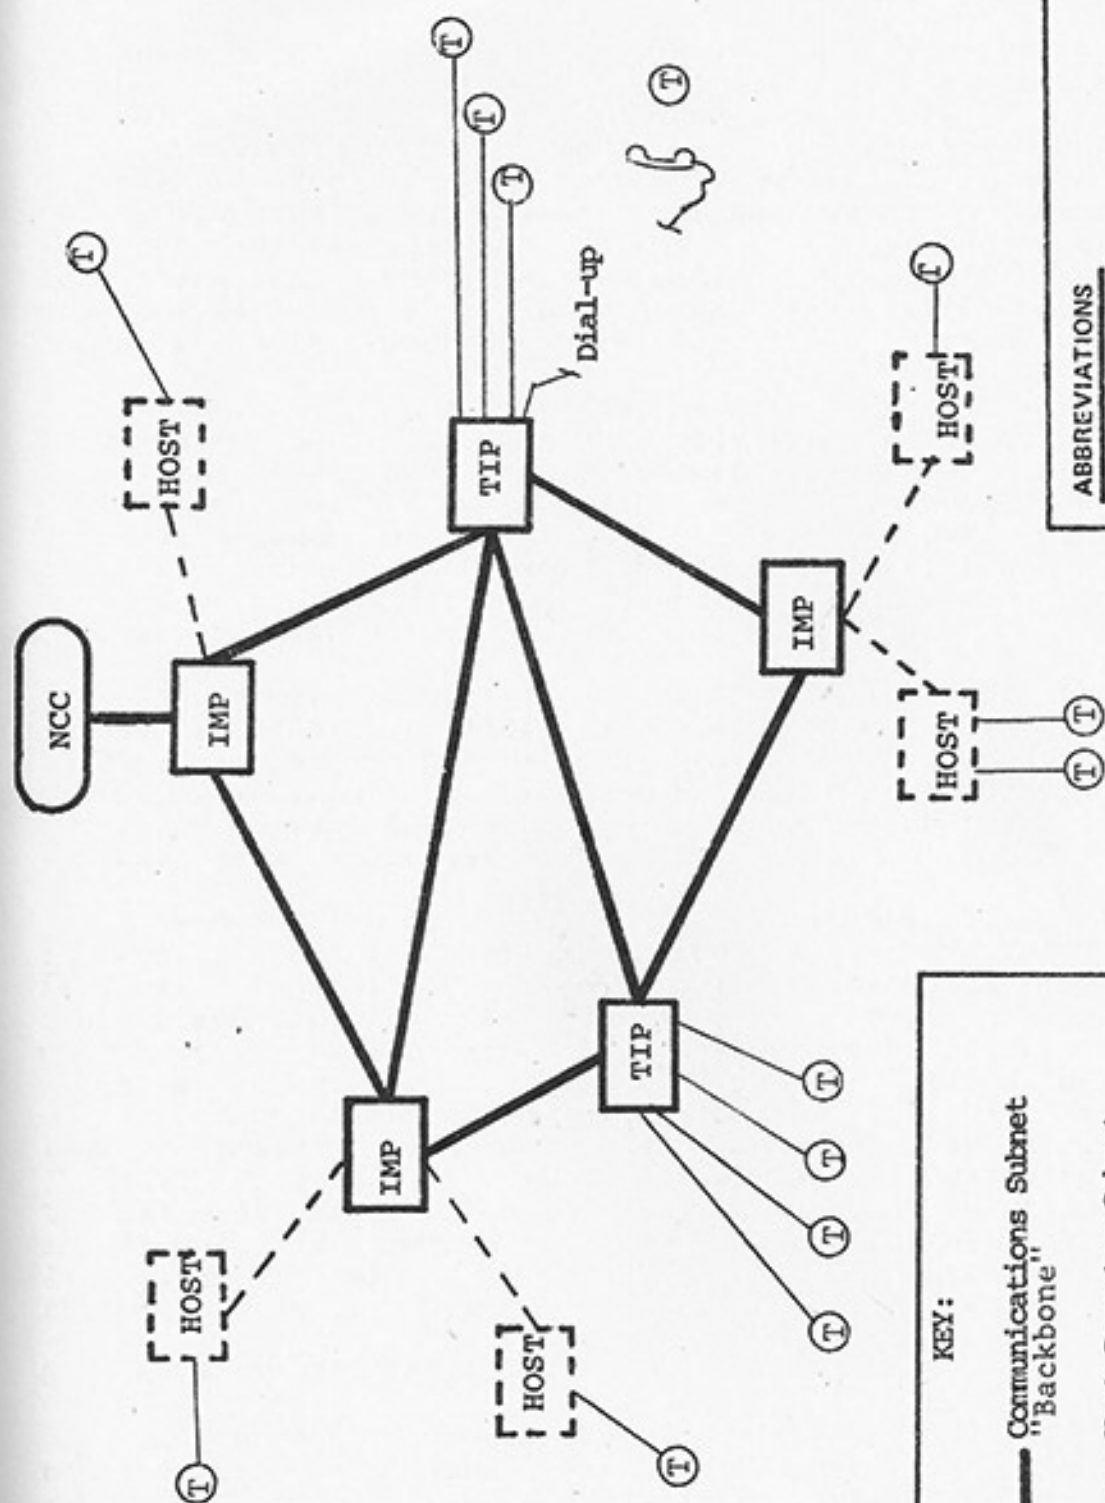 NCC
T
HOST
T
HOST
IMP
IMP
T
T
TIP
T
HOST
Dial-up
T
TIP
T
IMP
T
T
T
T
T
HOST
HOST
T
T
KEY:
Communications Subnet
"Backbone"
ABBREVIATIONS